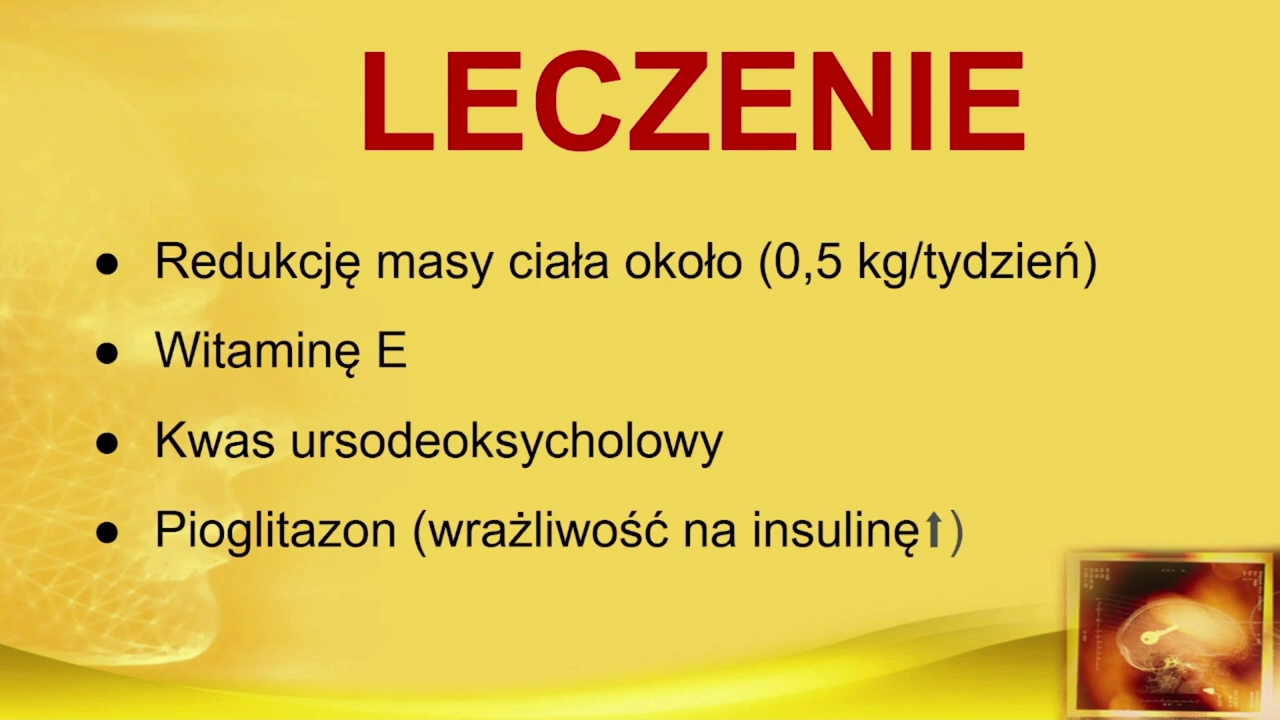 LECZENIE
● Redukcję masy ciała około (0,5 kg/tydzień)
● Witaminę E
● Kwas ursodeoksycholowy
● Pioglitazon (wrażliwość na insulinę⬆)